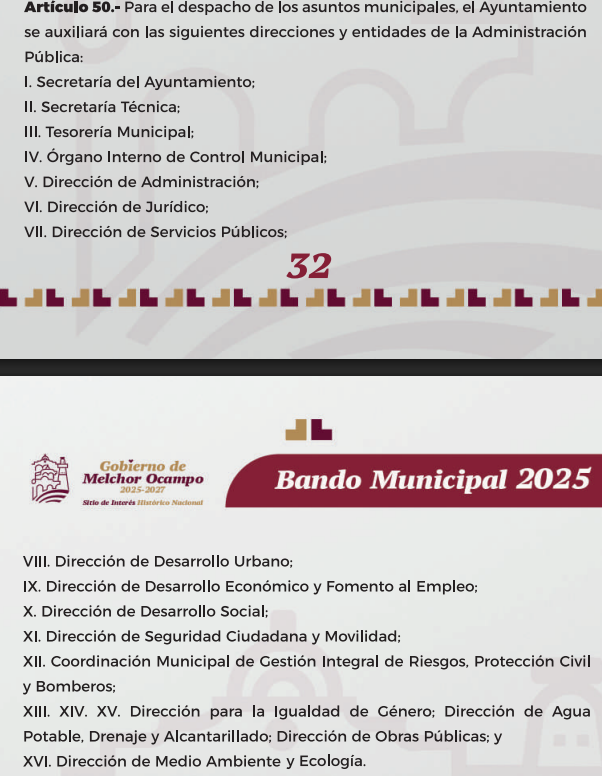 Artículo 50.- Para el despacho de los asuntos municipales, el Ayuntamiento
se auxiliará con las siguientes direcciones y entidades de la Administración
Pública:
I. Secretaría del Ayuntamiento;
II. Secretaría Técnica;
III. Tesorería Municipal;
IV. Órgano Interno de Control Municipal;
V. Dirección de Administración;
VI. Dirección de Jurídico;
VII. Dirección de Servicios Públicos;
32
Gobierno de
Melchor Ocampo
2025-2027
Sitio de Interés Histórico Nacional
Bando Municipal 2025
VIII. Dirección de Desarrollo Urbano;
IX. Dirección de Desarrollo Económico y Fomento al Empleo;
X. Dirección de Desarrollo Social;
XI. Dirección de Seguridad Ciudadana y Movilidad;
XII. Coordinación Municipal de Gestión Integral de Riesgos, Protección Civil
y Bomberos;
XIII. XIV. XV. Dirección para la Igualdad de Género; Dirección de Agua
Potable, Drenaje y Alcantarillado; Dirección de Obras Públicas; y
XVI. Dirección de Medio Ambiente y Ecología.